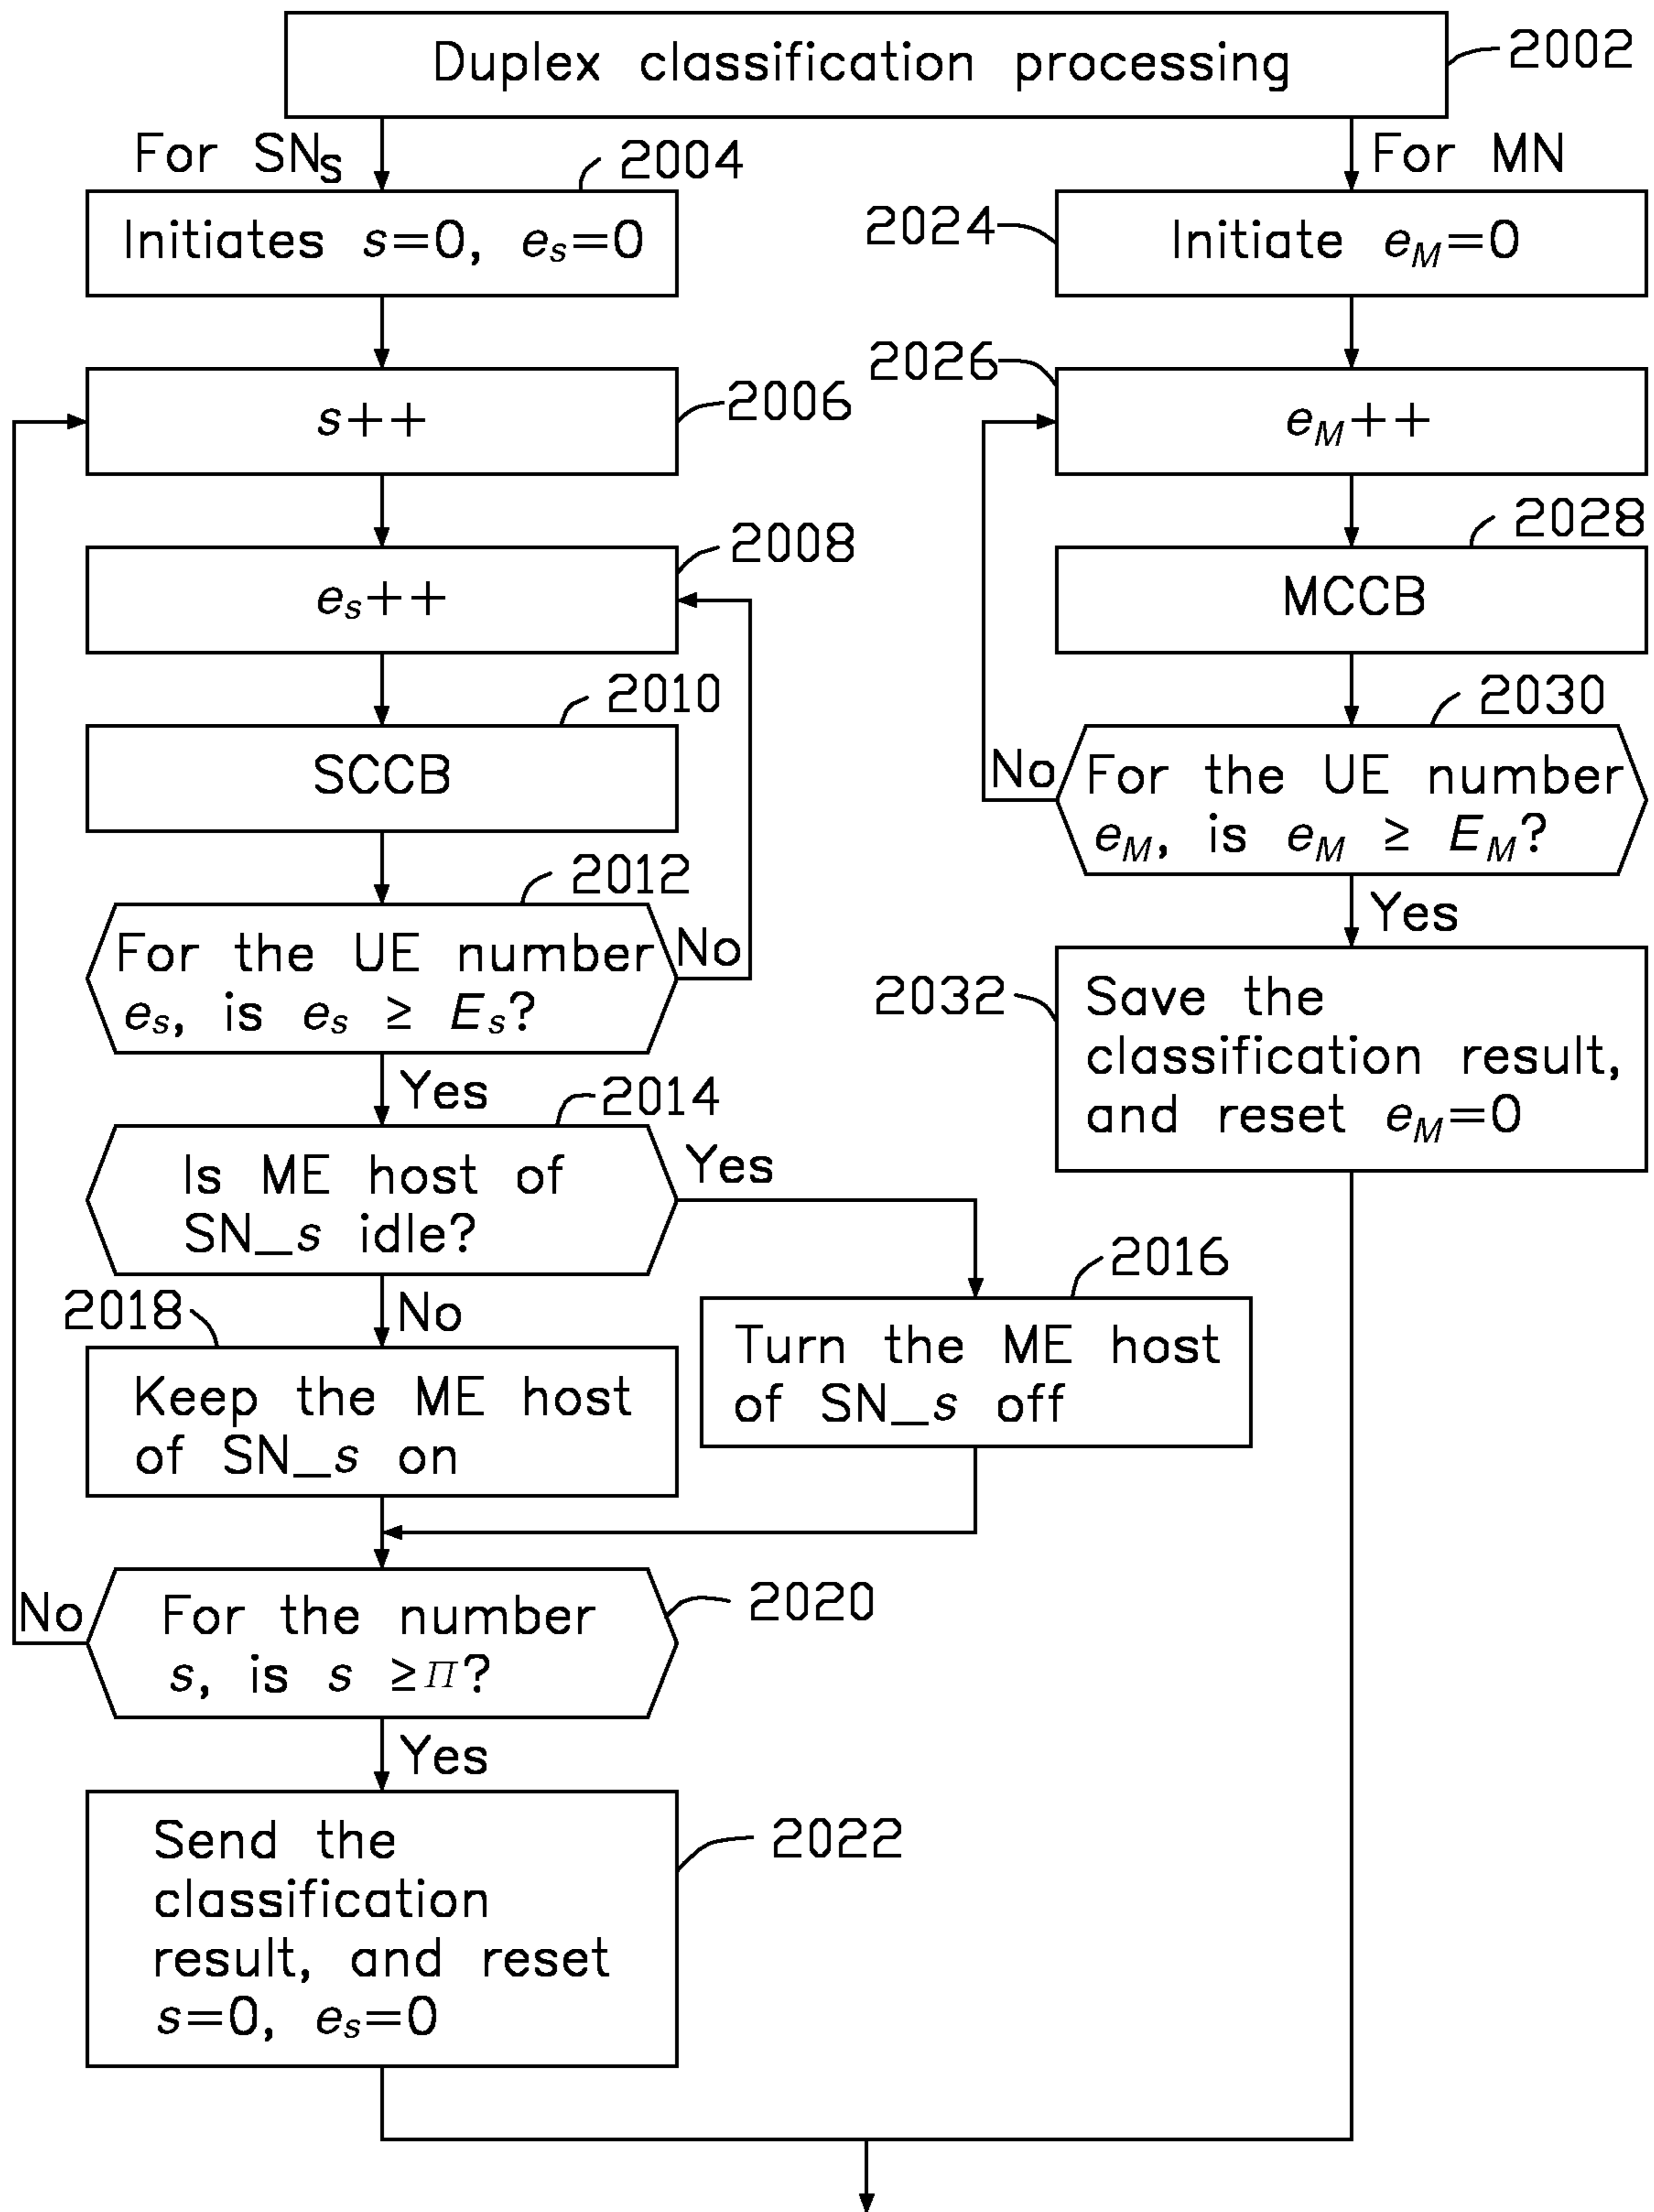 Duplex classification processing
2002
For SNs
2004
Initiates s=0, es=0
s++
2006
es++
2008
2010
SCCB
2012
For the UE number
es, is es ≥ Es?
No
Yes
2014
Is ME host of
SN_s idle?
Yes
No
2016
Turn the ME host
of SN_s off
2018
Keep the ME host
of SN_s on
2020
For the number
s, is s ≥Π?
No
Yes
2022
Send the
classification
result, and reset
s=0, es=0
For MN
2024
Initiate eM=0
2026
eM++
2028
MCCB
2030
For the UE number
eM, is eM ≥ EM?
No
Yes
2032
Save the
classification result,
and reset eM=0